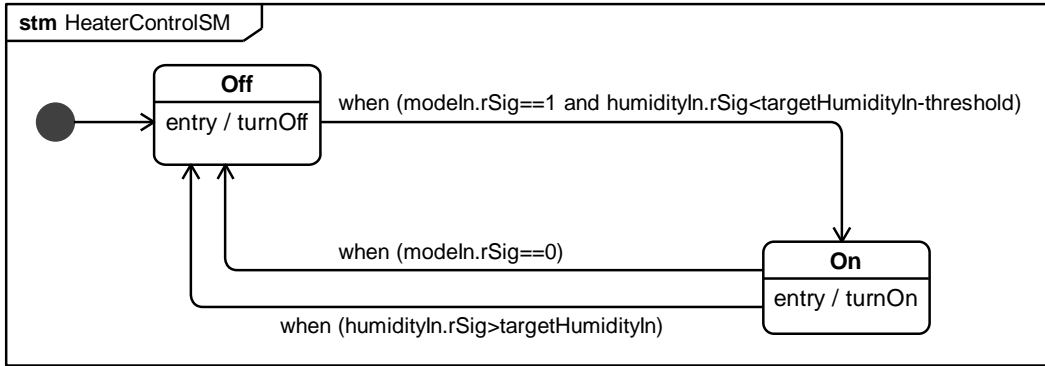 stm HeaterControlSM
Off
entry / turnOff
when (modeIn.rSig==1 and humidityIn.rSig<targetHumidityIn-threshold)
when (modeIn.rSig==0)
On
entry / turnOn
when (humidityIn.rSig>targetHumidityIn)